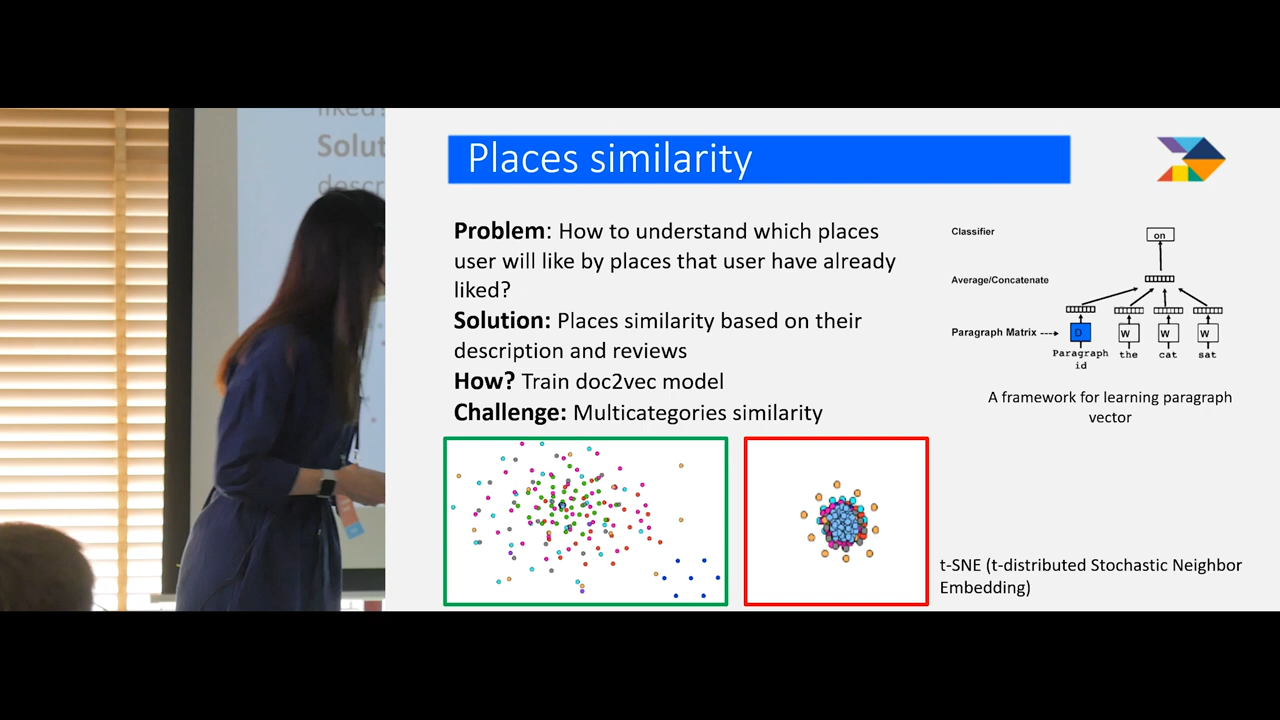 liked?
Solut
descr
Places similarity
Problem: How to understand which places
user will like by places that user have already
liked?
Solution: Places similarity based on their
description and reviews
How? Train doc2vec model
Challenge: Multicategories similarity
Classifier
on
Average/Concatenate
Paragraph Matrix
D
W
W
W
Paragraph
id
the
cat
sat
A framework for learning paragraph
vector
t-SNE (t-distributed Stochastic Neighbor
Embedding)